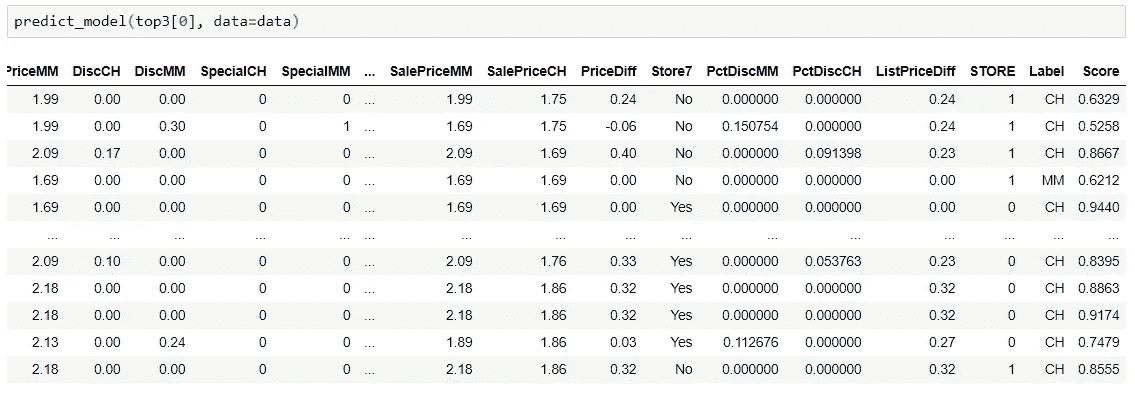 predict_model(top3[0], data=data)
PriceMM DiscCH DiscMM SpecialCH SpecialMM ... SalePriceMM SalePriceCH PriceDiff Store7 PctDiscMM PctDiscCH ListPriceDiff STORE Label Score
1.99 0.00 0.00 0 0 ... 1.99 1.75 0.24 No 0.000000 0.000000 0.24 1 CH 0.6329
1.99 0.00 0.30 0 1 ... 1.69 1.75 -0.06 No 0.150754 0.000000 0.24 1 CH 0.5258
2.09 0.17 0.00 0 0 ... 2.09 1.69 0.40 No 0.000000 0.091398 0.23 1 CH 0.8667
1.69 0.00 0.00 0 0 ... 1.69 1.69 0.00 No 0.000000 0.000000 0.00 1 MM 0.6212
1.69 0.00 0.00 0 0 ... 1.69 1.69 0.00 Yes 0.000000 0.000000 0.00 0 CH 0.9440
... ... ... ... ... ... ... ... ... ... ... ... ... ... ... ...
2.09 0.10 0.00 0 0 ... 2.09 1.76 0.33 Yes 0.000000 0.053763 0.23 0 CH 0.8395
2.18 0.00 0.00 0 0 ... 2.18 1.86 0.32 Yes 0.000000 0.000000 0.32 0 CH 0.8863
2.18 0.00 0.00 0 0 ... 2.18 1.86 0.32 Yes 0.000000 0.000000 0.32 0 CH 0.9174
2.13 0.00 0.24 0 0 ... 1.89 1.86 0.03 Yes 0.112676 0.000000 0.27 0 CH 0.7479
2.18 0.00 0.00 0 0 ... 2.18 1.86 0.32 No 0.000000 0.000000 0.32 1 CH 0.8555